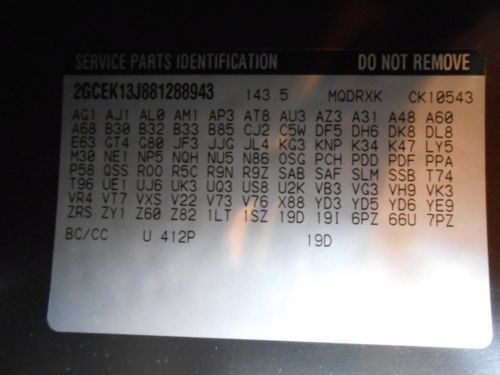 SERVICE PARTS IDENTIFICATION DO NOT REMOVE
2GCEK13J881288943 143.5 MQDRXK CK10543
AG1 AJ1 AL0 AM1 AP3 AT8 AU3 AZ3 A31 A48 A60
A68 B30 B32 B33 B85 CJ2 C5W DF5 DH6 DK8 DL8
E63 GT4 G80 JF3 JJG JL4 KG3 KNP K34 K47 LY5
M30 NE1 NP5 NQH NU5 N86 OSG PCH PDD PDF PPA
P58 QSS R00 R5C R9N R9Z SAB SAF SLM SSB T74
T96 UE1 UJ6 UK3 UQ3 US8 U2K VB3 VG3 VH9 VK3
VR4 VT7 VXS V22 V73 V76 X88 YD3 YD5 YD6 YE9
ZRS ZY1 Z60 Z82 1LT 1SZ 19D 19I 6PZ 66U 7PZ
BC/CC U 412P 19D